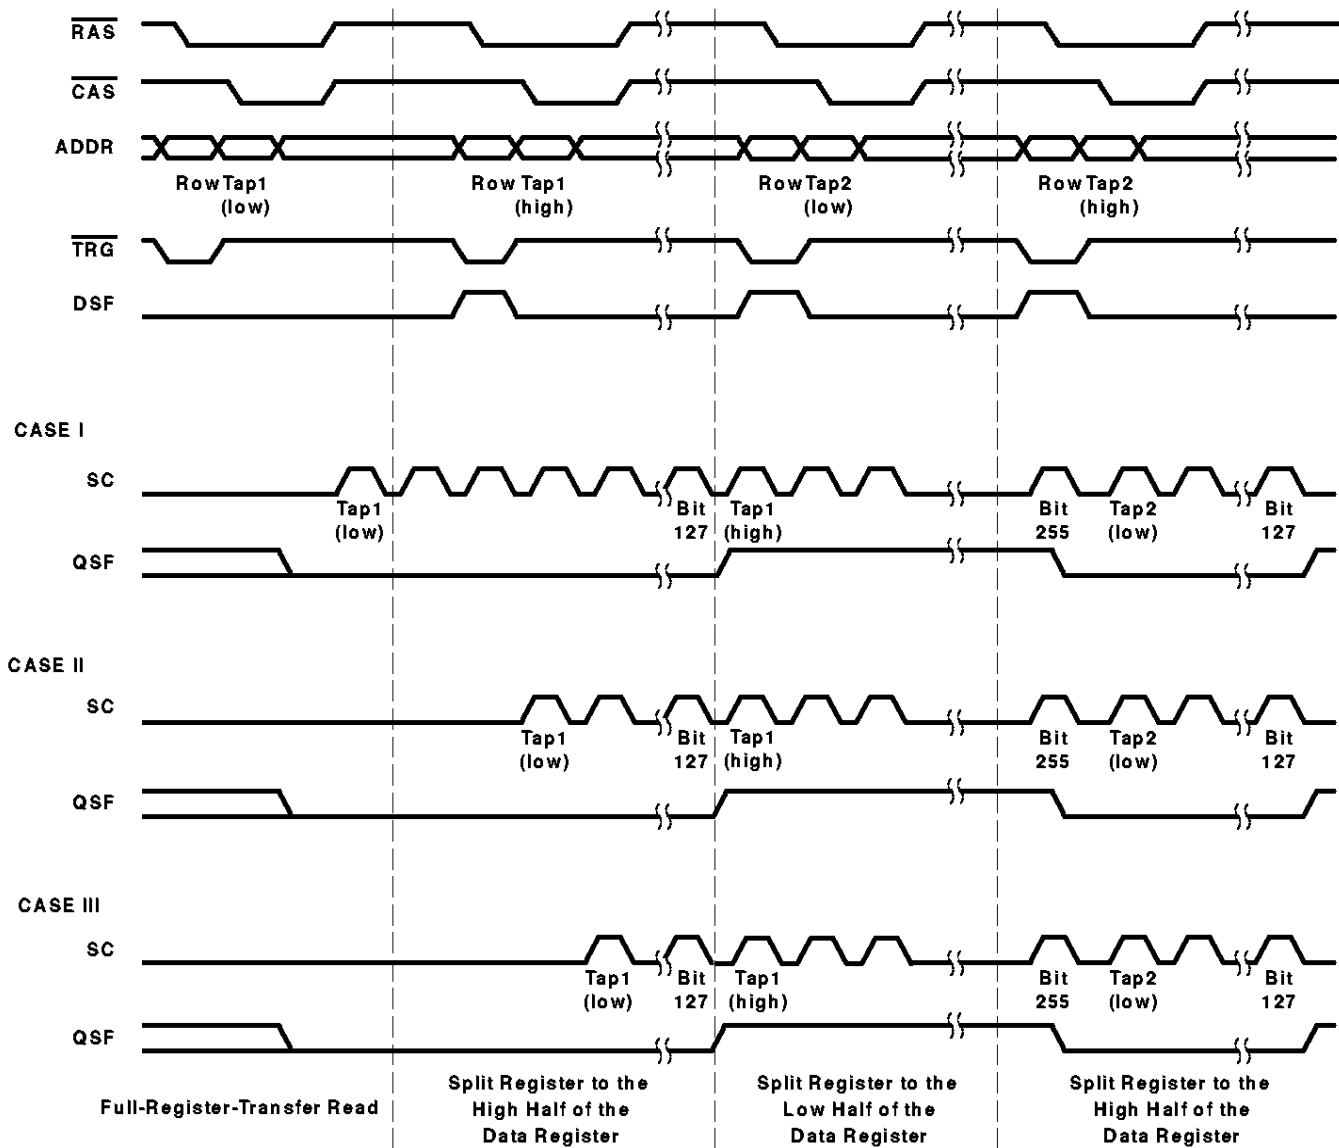 RAS
CAS
ADDR
Row Tap1 (low)
Row Tap1 (high)
Row Tap2 (low)
Row Tap2 (high)
TRG
DSF
CASE I
SC
Tap1 (low)
Bit 127
Tap1 (high)
Bit 255
Tap2 (low)
Bit 127
QSF
CASE II
SC
Tap1 (low)
Bit 127
Tap1 (high)
Bit 255
Tap2 (low)
Bit 127
QSF
CASE III
SC
Tap1 (low)
Bit 127
Tap1 (high)
Bit 255
Tap2 (low)
Bit 127
QSF
Full-Register-Transfer Read
Split Register to the
High Half of the
Data Register
Split Register to the
Low Half of the
Data Register
Split Register to the
High Half of the
Data Register